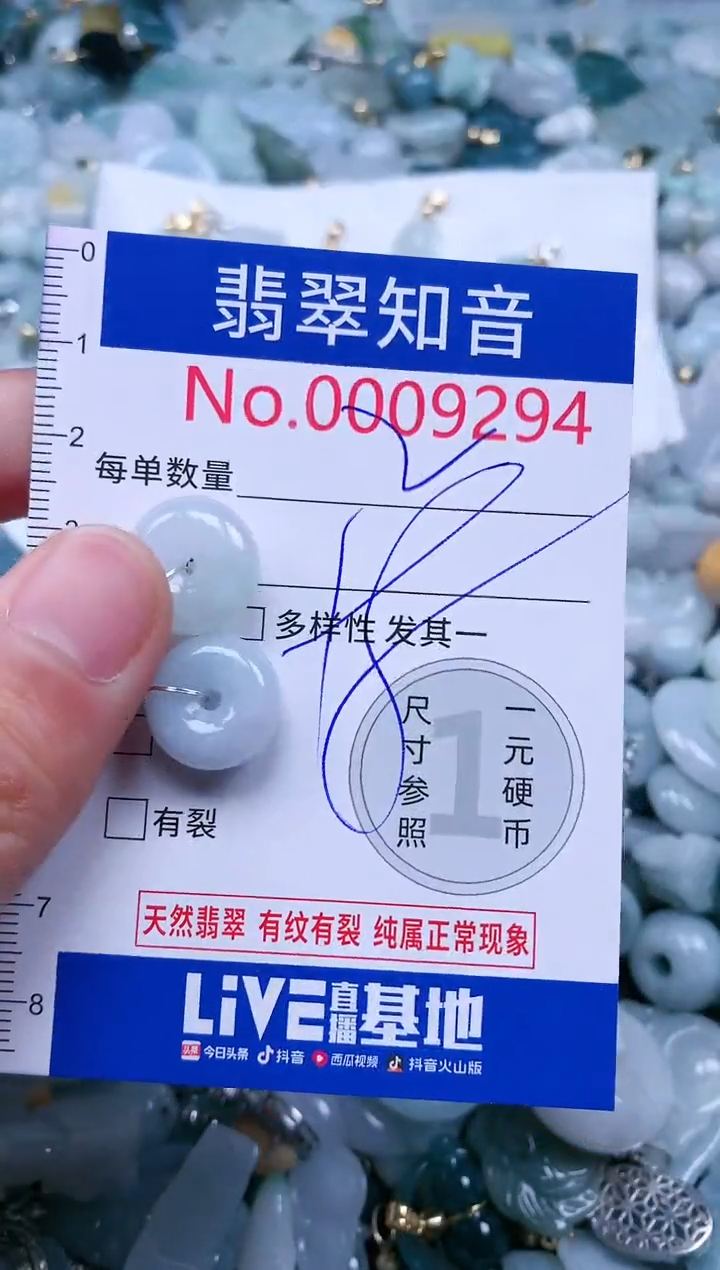 翡翠知音
No.0009294
每单数量
多样性 发其一
尺寸参照
1
一元硬币
有裂
天然翡翠 有纹有裂 纯属正常现象
LiVE直播基地
头条 今日头条 抖音 西瓜视频 抖音火山版
0
1
2
7
8